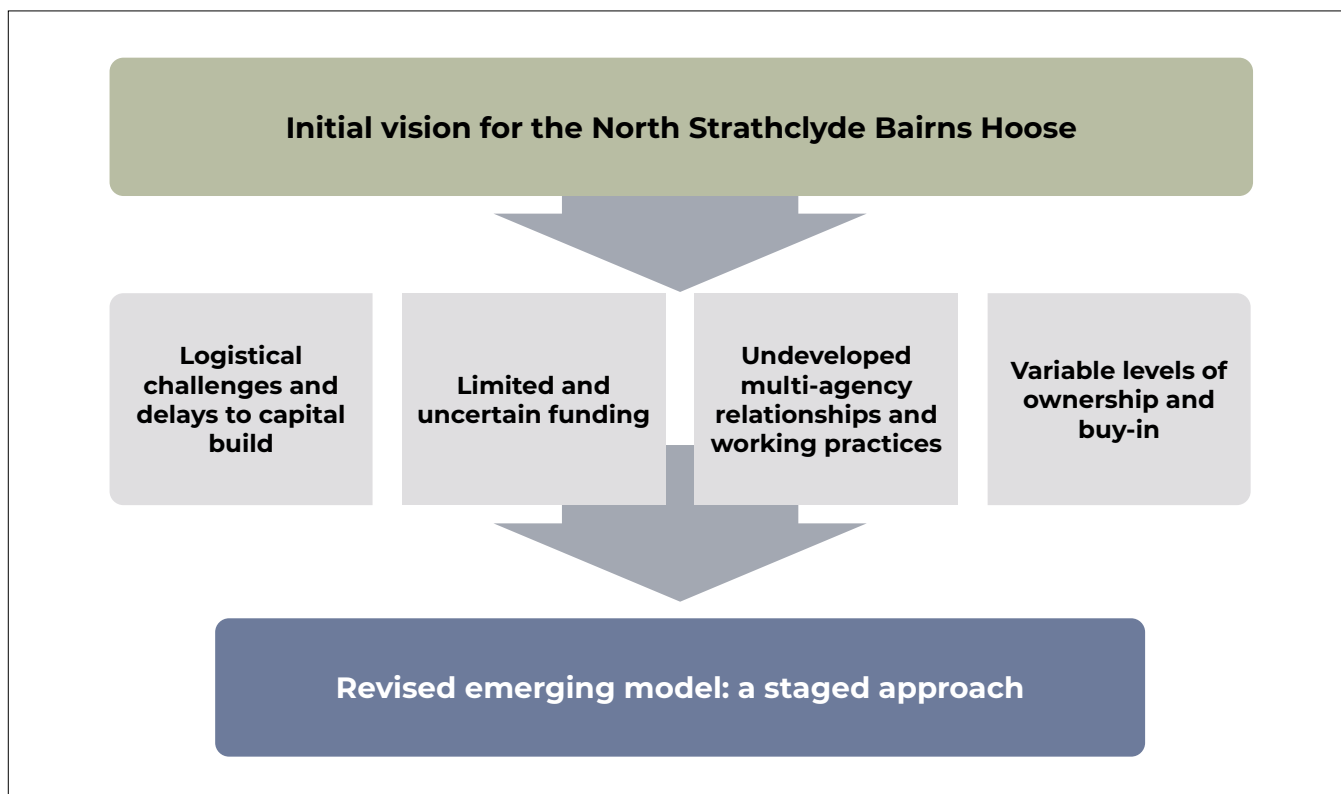 Initial vision for the North Strathclyde Bairns Hoose
Logistical
challenges and
delays to capital
build
Limited and
uncertain funding
Undeveloped
multi-agency
relationships and
working practices
Variable levels of
ownership and
buy-in
Revised emerging model: a staged approach